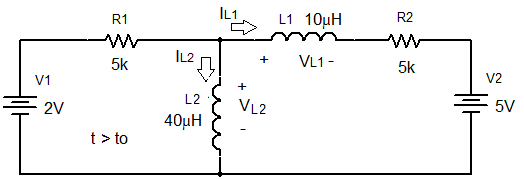 IL1
R1
L1 10µH
R2
5k
IL2
+ VL1 -
5k
V1
L2
+
V2
2V
40µH
VL2
5V
-
t > to